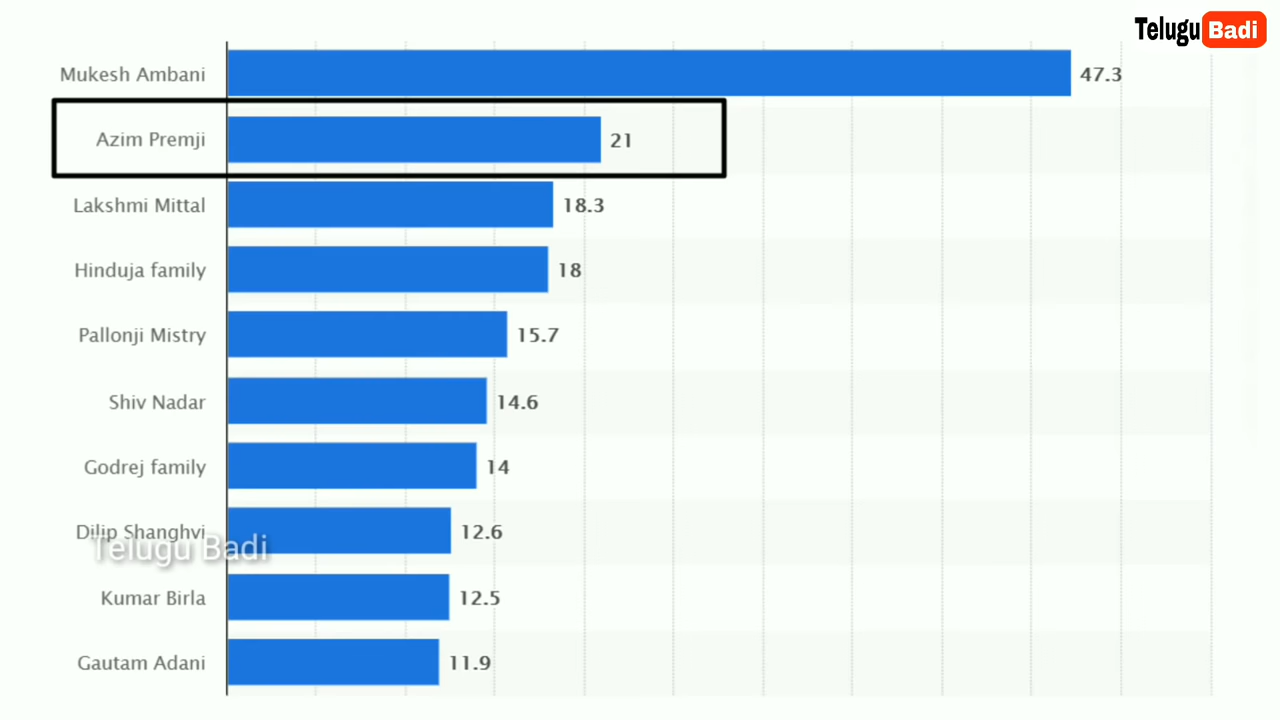 Telugu Badi
Mukesh Ambani 47.3
Azim Premji 21
Lakshmi Mittal 18.3
Hinduja family 18
Pallonji Mistry 15.7
Shiv Nadar 14.6
Godrej family 14
Dilip Shanghvi 12.6
Telugu Badi
Kumar Birla 12.5
Gautam Adani 11.9